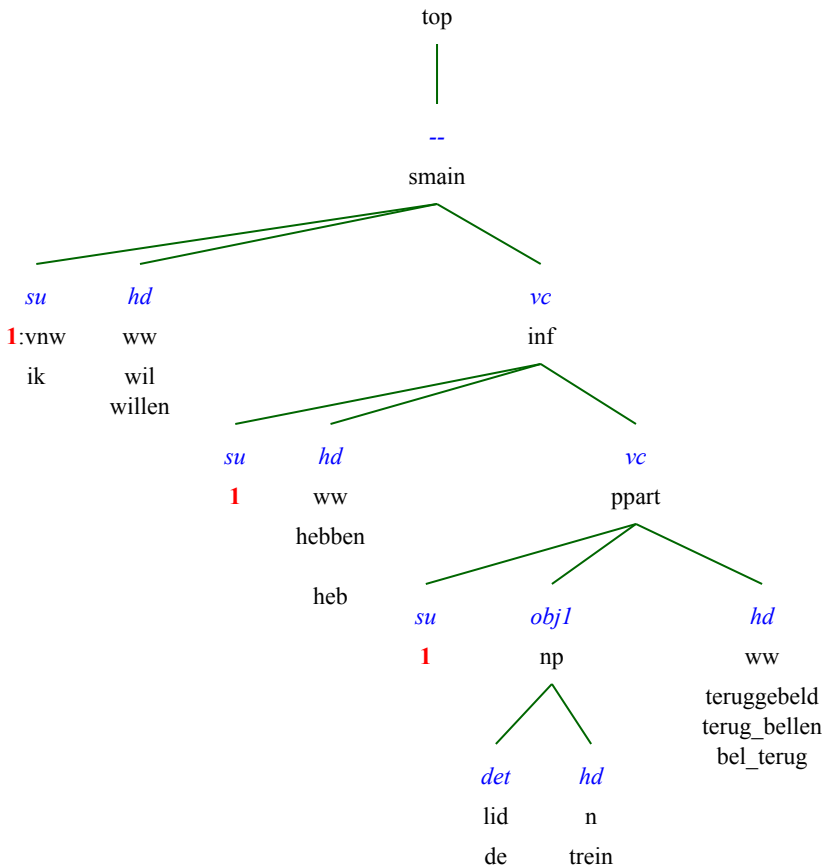 top
--
smain
su hd vc
1:vnw ww inf
ik wil
willen
su hd vc
1 ww ppart
hebben
heb
su obj1 hd
1 np ww
teruggebeld
terug_bellen
bel_terug
det hd
lid n
de trein